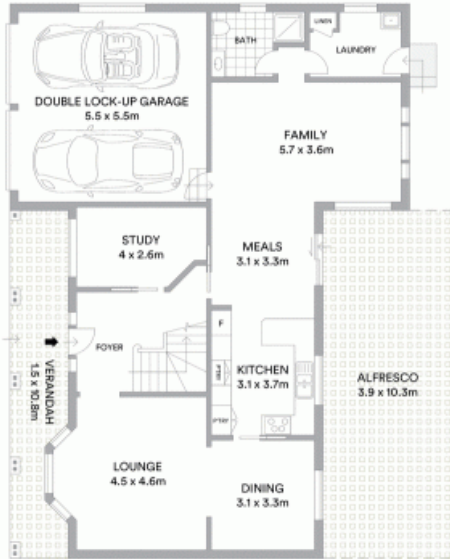 BATH
LINEN
LAUNDRY
DOUBLE LOCK-UP GARAGE
5.5 x 5.5m
FAMILY
5.7 x 3.6m
STUDY
4 x 2.6m
MEALS
3.1 x 3.3m
FOYER
F
VERANDAH
1.5 x 10.8m
KITCHEN
3.1 x 3.7m
P'TRY
P'TRY
ALFRESCO
3.9 x 10.3m
LOUNGE
4.5 x 4.6m
DINING
3.1 x 3.3m